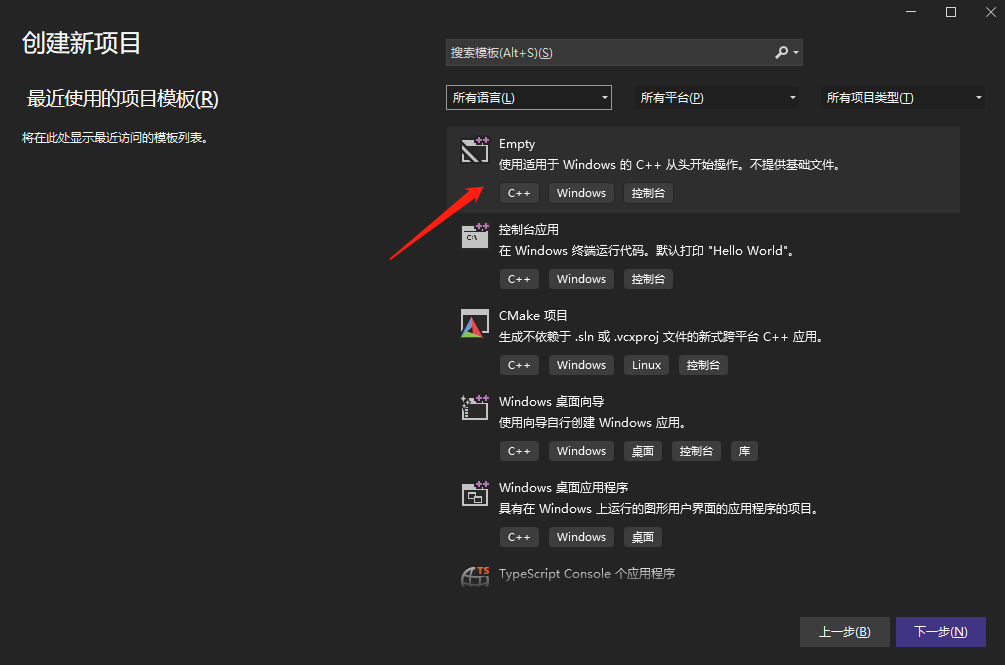 创建新项目
最近使用的项目模板(R)
将在此处显示最近访问的模板列表。
搜索模板(Alt+S)(S)
所有语言(L) 所有平台(P) 所有项目类型(T)
Empty
使用适用于 Windows 的 C++ 从头开始操作。不提供基础文件。
C++ Windows 控制台
控制台应用
在 Windows 终端运行代码。默认打印 "Hello World"。
C++ Windows 控制台
CMake 项目
生成不依赖于 .sln 或 .vcxproj 文件的新式跨平台 C++ 应用。
C++ Windows Linux 控制台
Windows 桌面向导
使用向导自行创建 Windows 应用。
C++ Windows 桌面 控制台 库
Windows 桌面应用程序
具有在 Windows 上运行的图形用户界面的应用程序的项目。
C++ Windows 桌面
TS TypeScript Console 个应用程序
上一步(B) 下一步(N)